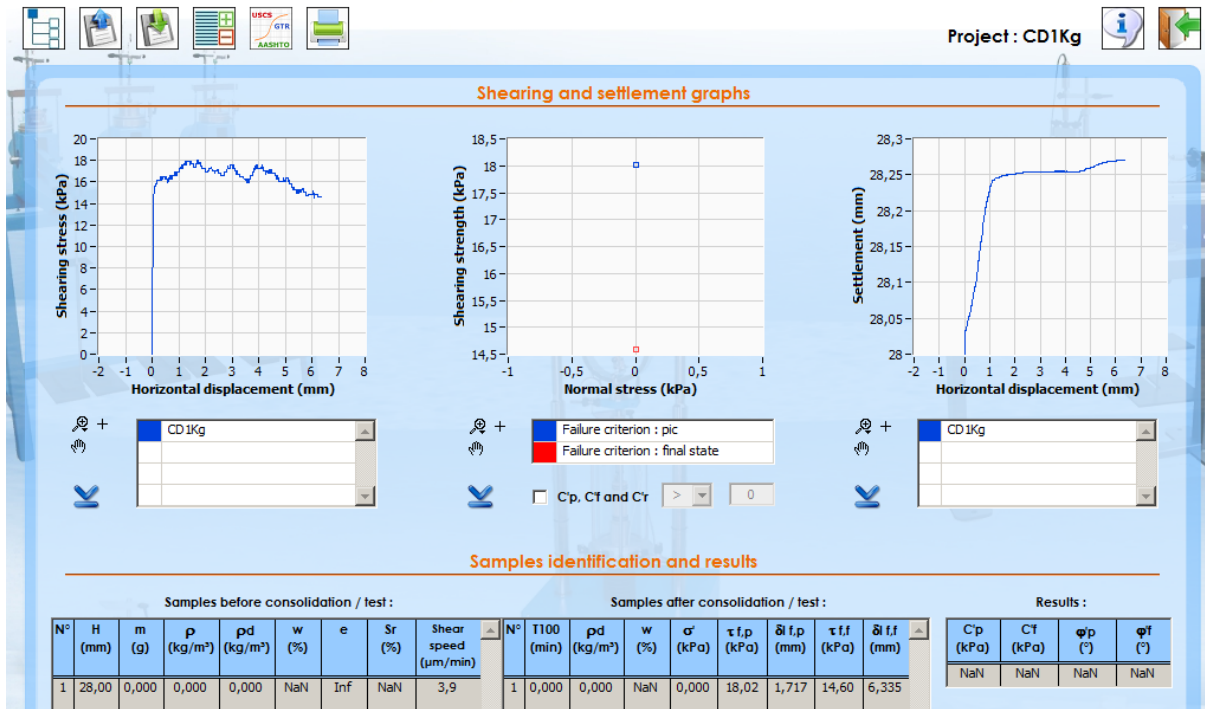 USCS
GTR
AASHTO
Project : CD1Kg
Shearing and settlement graphs
Shearing stress (kPa)
20
18
16
14
12
10
8
6
4
2
0
-2 -1 0 1 2 3 4 5 6 7 8
Horizontal displacement (mm)
Shearing strength (kPa)
18,5
18
17,5
17
16,5
16
15,5
15
14,5
-1 -0,5 0 0,5 1
Normal stress (kPa)
Settlement (mm)
28,3
28,25
28,2
28,15
28,1
28,05
28
-2 -1 0 1 2 3 4 5 6 7 8
Horizontal displacement (mm)
CD1Kg
Failure criterion : pic
Failure criterion : final state
C'p, C'f and C'r > 0
CD1Kg
Samples identification and results
Samples before consolidation / test :
N° H (mm) m (g) ρ (kg/m³) ρd (kg/m³) w (%) e Sr (%) Shear speed (µm/min)
1 28,00 0,000 0,000 0,000 NaN Inf NaN 3,9
Samples after consolidation / test :
N° T100 (min) ρd (kg/m³) w (%) σ' (kPa) τ f,p (kPa) δl f,p (mm) τ f,f (kPa) δl f,f (mm)
1 0,000 0,000 NaN 0,000 18,02 1,717 14,60 6,335
Results :
C'p (kPa) C'f (kPa) φ'p (°) φ'f (°)
NaN NaN NaN NaN